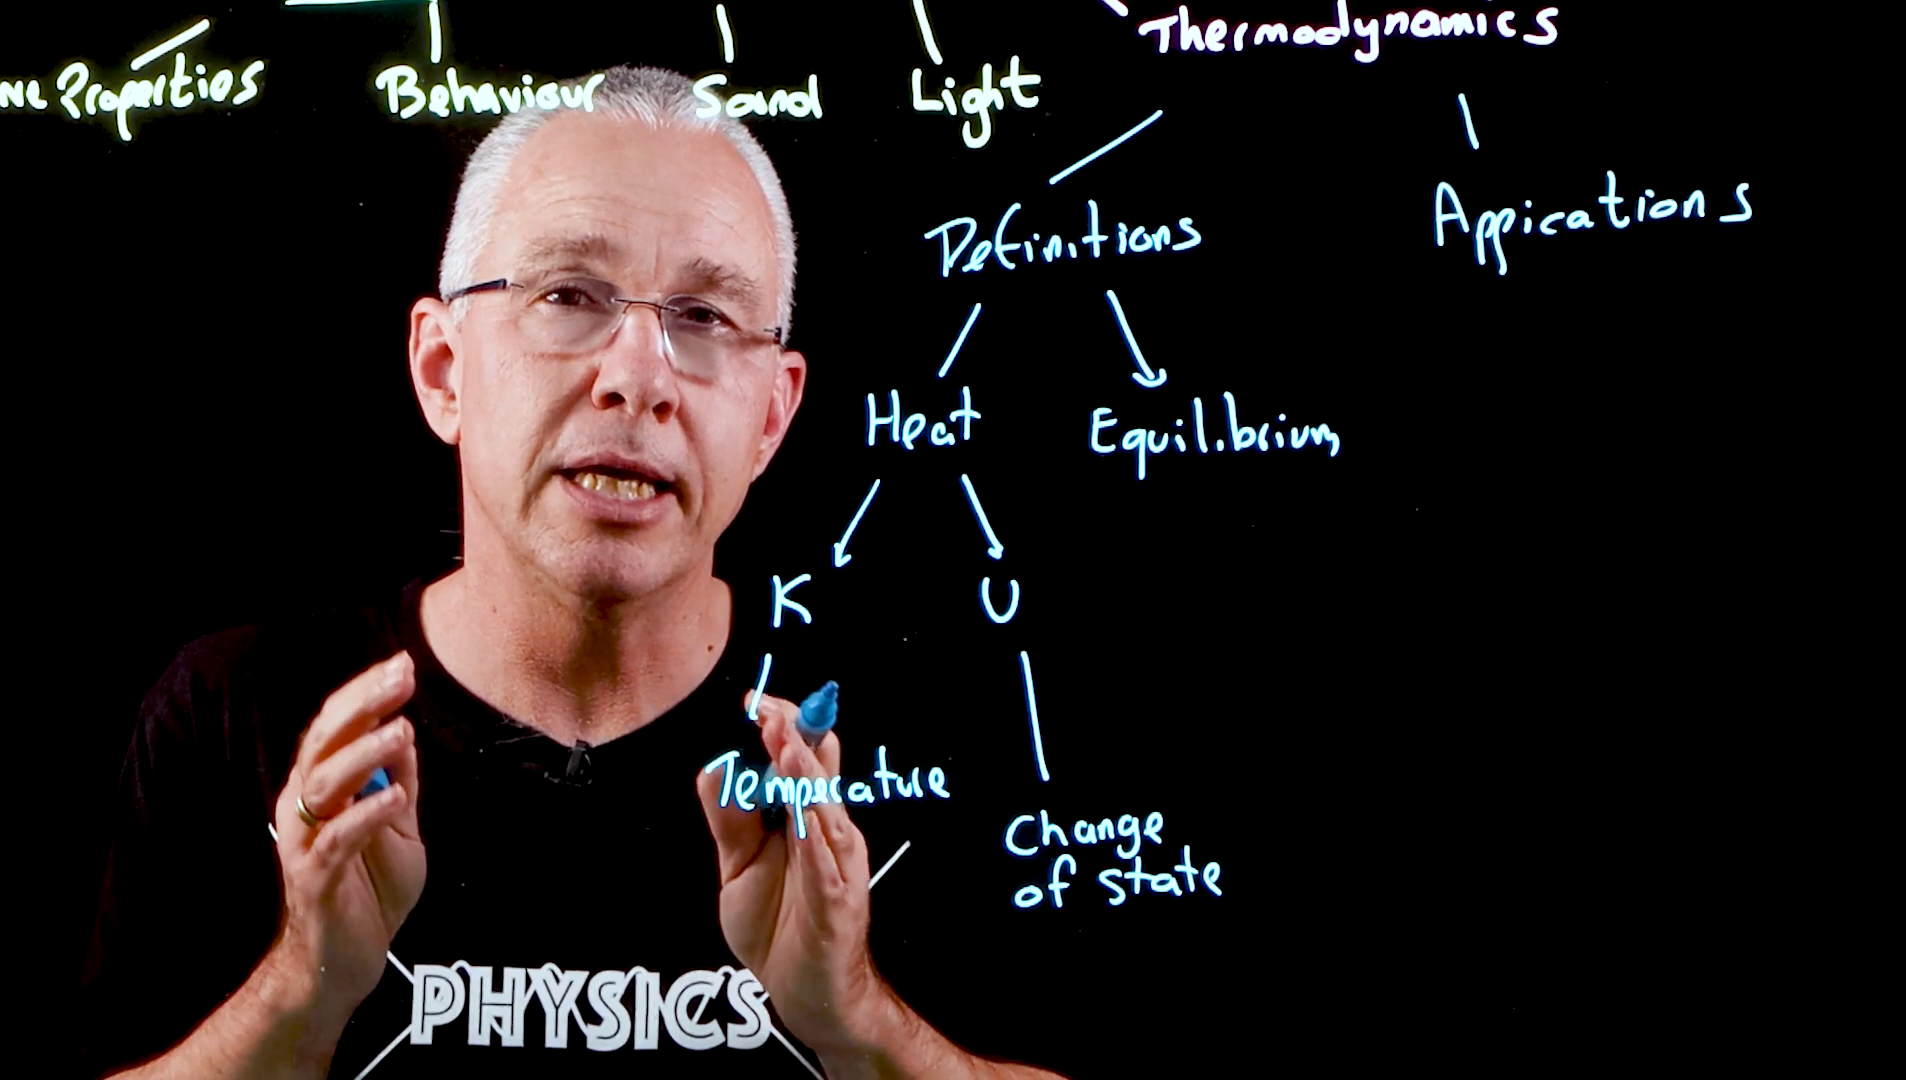 Thermodynamics
Properties
Behaviour
Sound
Light
Definitions
Appications
Heat
Equilibrium
K
U
Temperature
Change
of state
PHYSICS